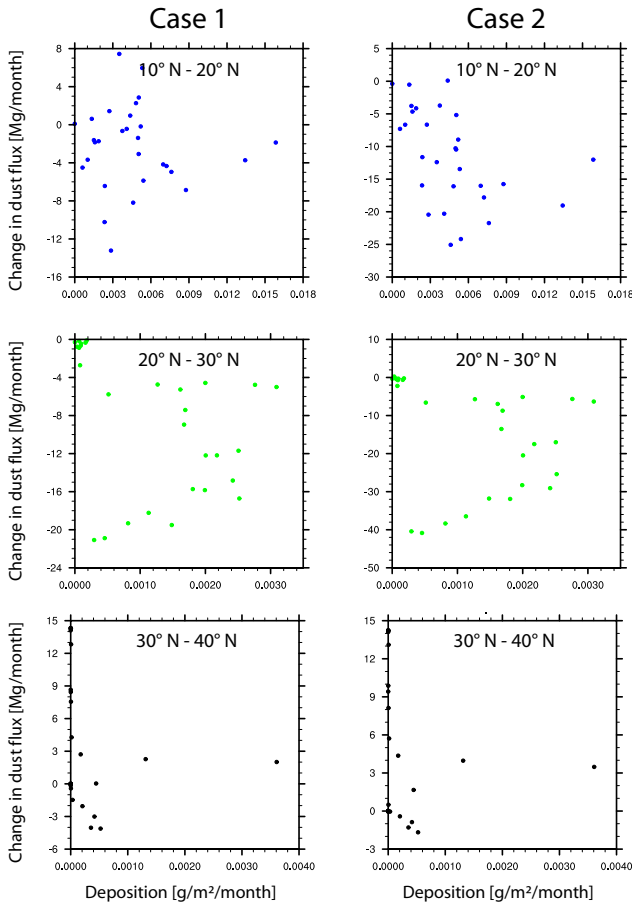 Case 1 Case 2
Change in dust flux [Mg/month]
8
4
0
-4
-8
-12
-16
10° N - 20° N
0.000 0.003 0.006 0.009 0.012 0.015 0.018
5
0
-5
-10
-15
-20
-25
-30
10° N - 20° N
0.000 0.003 0.006 0.009 0.012 0.015 0.018
Change in dust flux [Mg/month]
0
-4
-8
-12
-16
-20
-24
20° N - 30° N
0.0000 0.0010 0.0020 0.0030
10
0
-10
-20
-30
-40
-50
20° N - 30° N
0.0000 0.0010 0.0020 0.0030
Change in dust flux [Mg/month]
15
12
9
6
3
0
-3
-6
30° N - 40° N
0.0000 0.0010 0.0020 0.0030 0.0040
Deposition [g/m²/month]
15
12
9
6
3
0
-3
30° N - 40° N
0.0000 0.0010 0.0020 0.0030 0.0040
Deposition [g/m²/month]